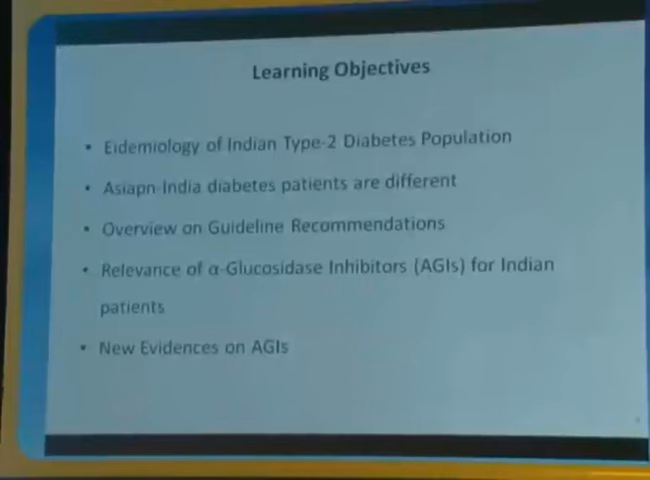 Learning Objectives
• Eidemiology of Indian Type-2 Diabetes Population
• Asiapn-India diabetes patients are different
• Overview on Guideline Recommendations
• Relevance of α-Glucosidase Inhibitors (AGIs) for Indian
patients
• New Evidences on AGIs